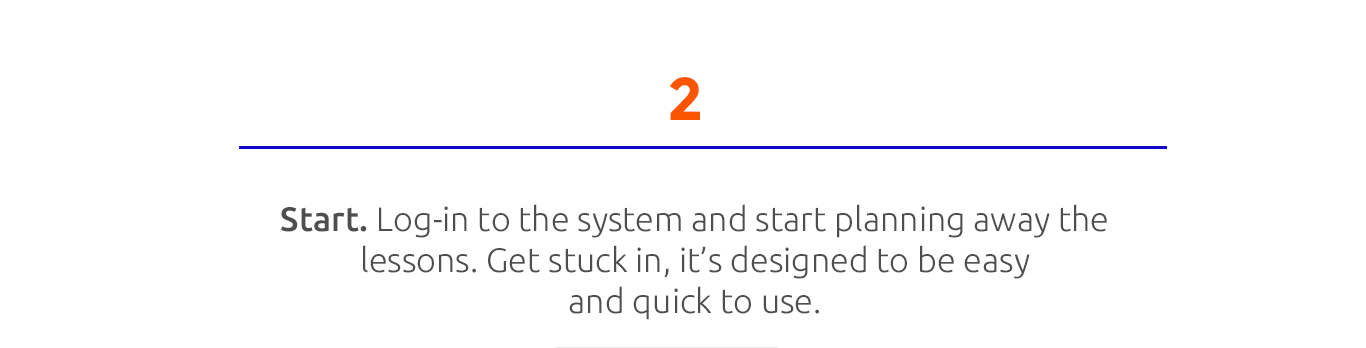 2
Start. Log-in to the system and start planning away the
lessons. Get stuck in, it’s designed to be easy
and quick to use.